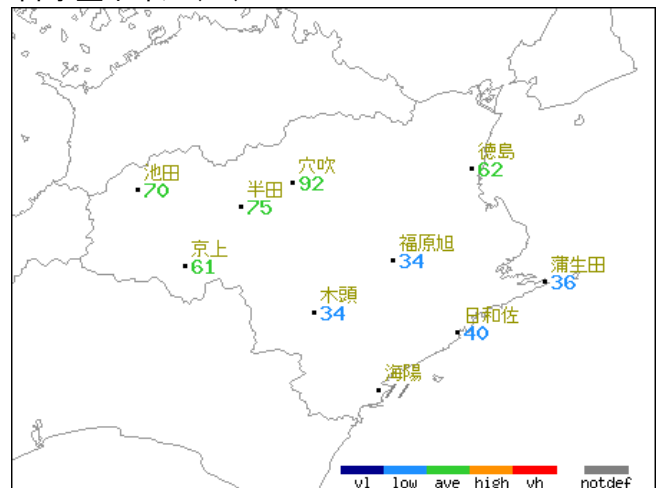 徳島
62
穴吹
92
池田
70
半田
75
福原旭
34
京上
61
蒲生田
36
木頭
34
日和佐
40
海陽
//
vl low ave high vh notdef